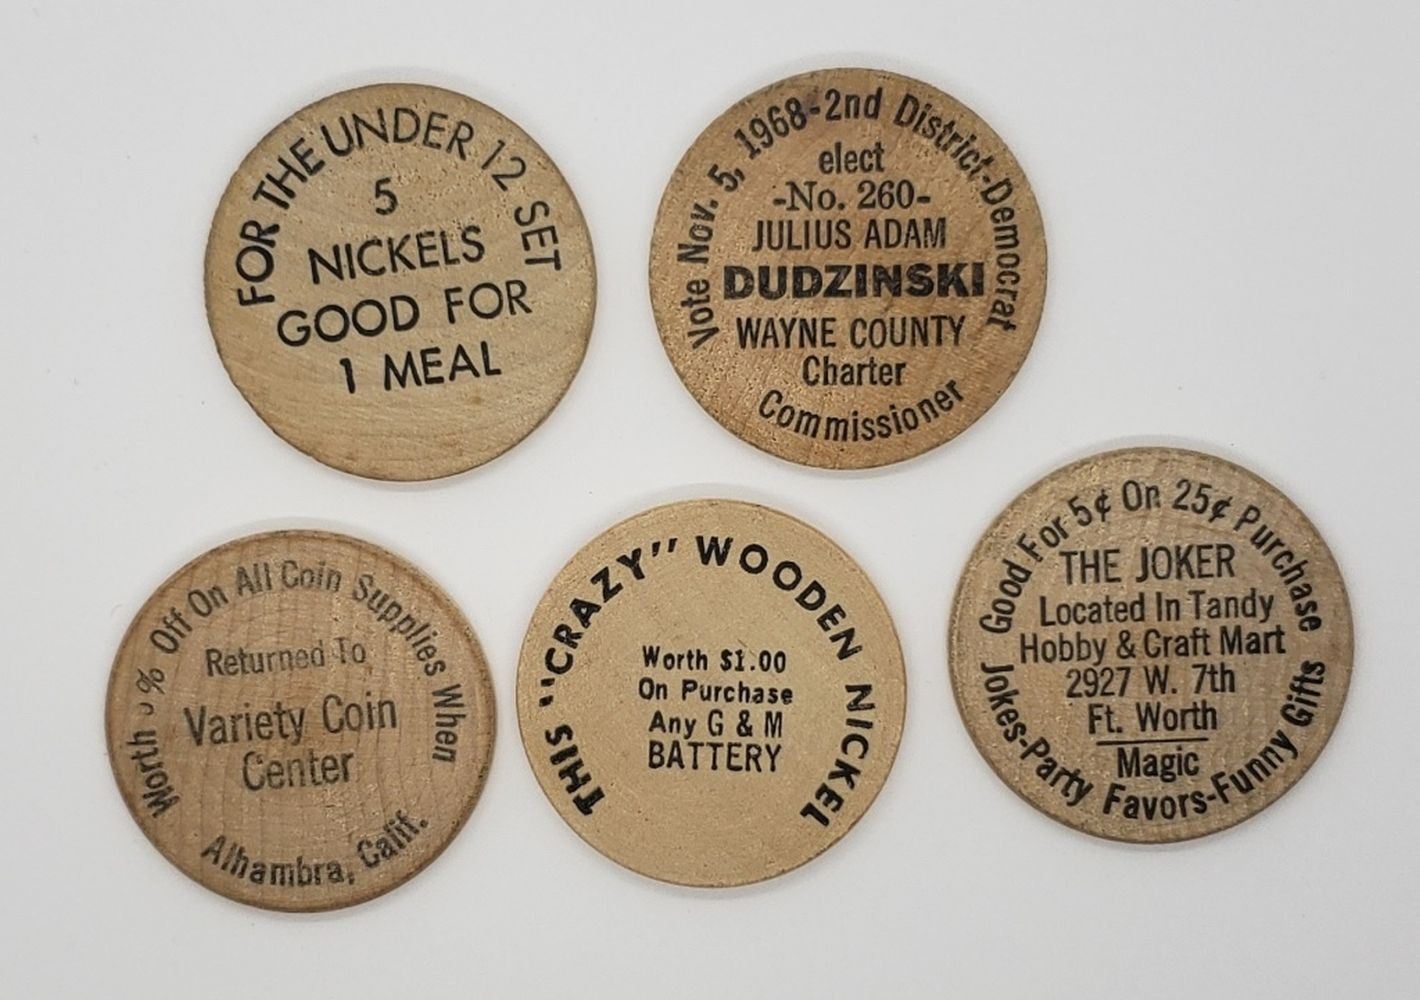 FOR THE UNDER 12 SET
5
NICKELS
GOOD FOR
1 MEAL
Vote Nov. 5, 1968-2nd District-Democrat
elect
-No. 260-
JULIUS ADAM
DUDZINSKI
WAYNE COUNTY
Charter
Commissioner
Worth % Off On All Coin Supplies When
Returned To
Variety Coin
Center
Alhambra, Calif.
THIS "CRAZY" WOODEN NICKEL
Worth $1.00
On Purchase
Any G & M
BATTERY
Good For 5¢ On 25¢ Purchase
THE JOKER
Located In Tandy
Hobby & Craft Mart
2927 W. 7th
Ft. Worth
Magic
Jokes-Party Favors-Funny Gifts